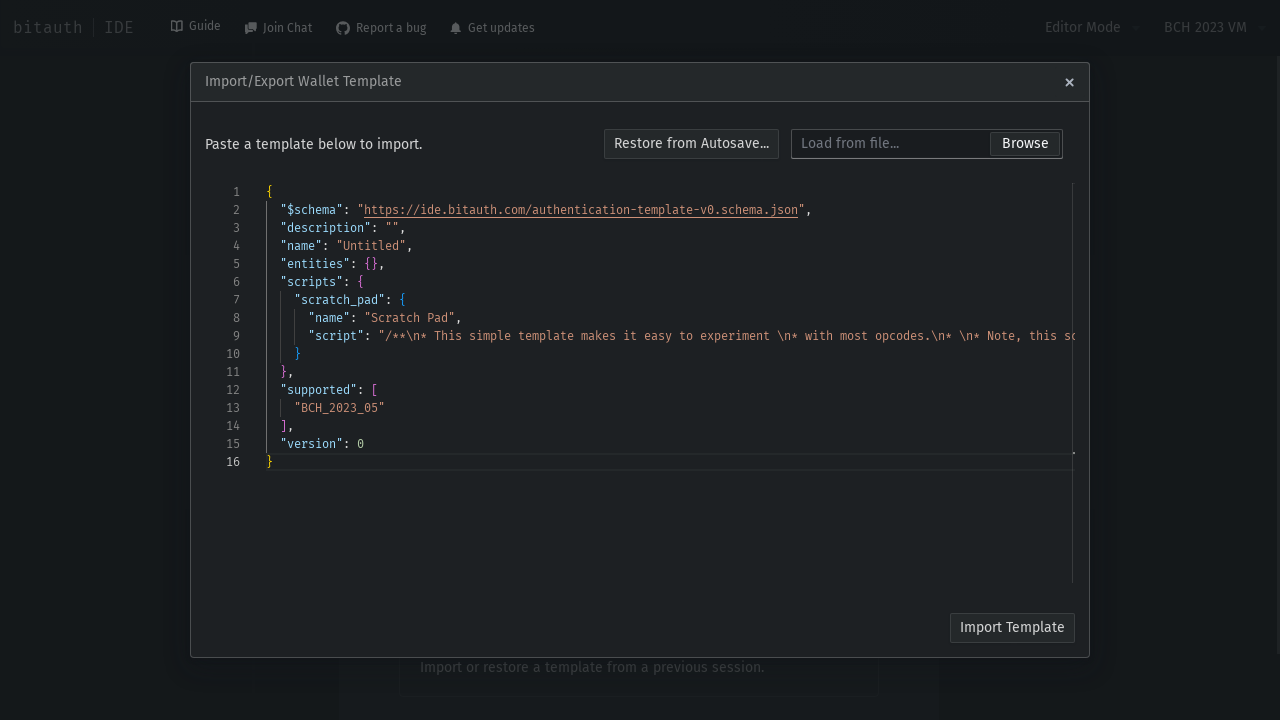 bitauth | IDE Guide Join Chat Report a bug Get updates Editor Mode BCH 2023 VM
Import/Export Wallet Template ×
Paste a template below to import. Restore from Autosave... Load from file... Browse
1 {
2 "$schema": "https://ide.bitauth.com/authentication-template-v0.schema.json",
3 "description": "",
4 "name": "Untitled",
5 "entities": {},
6 "scripts": {
7 "scratch_pad": {
8 "name": "Scratch Pad",
9 "script": "/**\n* This simple template makes it easy to experiment \n* with most opcodes.\n* \n* Note, this sc
10 }
11 },
12 "supported": [
13 "BCH_2023_05"
14 ],
15 "version": 0
16 }
Import Template
Import or restore a template from a previous session.